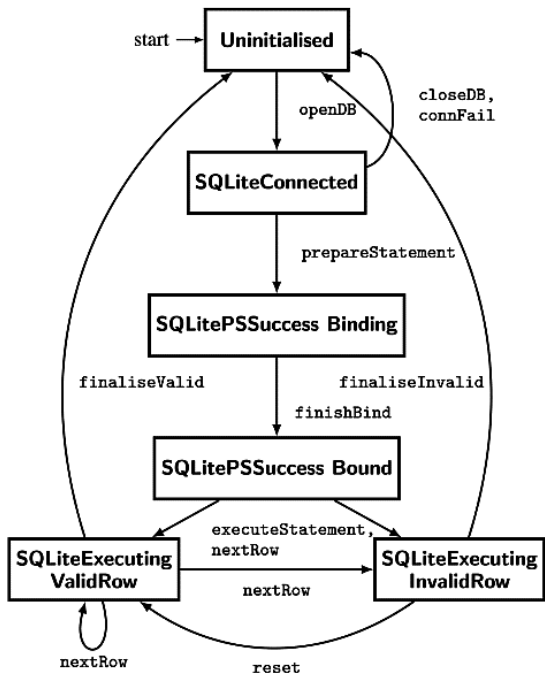 start
Uninitialised
closeDB,
connFail
openDB
SQLiteConnected
prepareStatement
SQLitePSSuccess Binding
finaliseValid
finaliseInvalid
finishBind
SQLitePSSuccess Bound
executeStatement,
nextRow
SQLiteExecuting
ValidRow
SQLiteExecuting
InvalidRow
nextRow
nextRow
reset